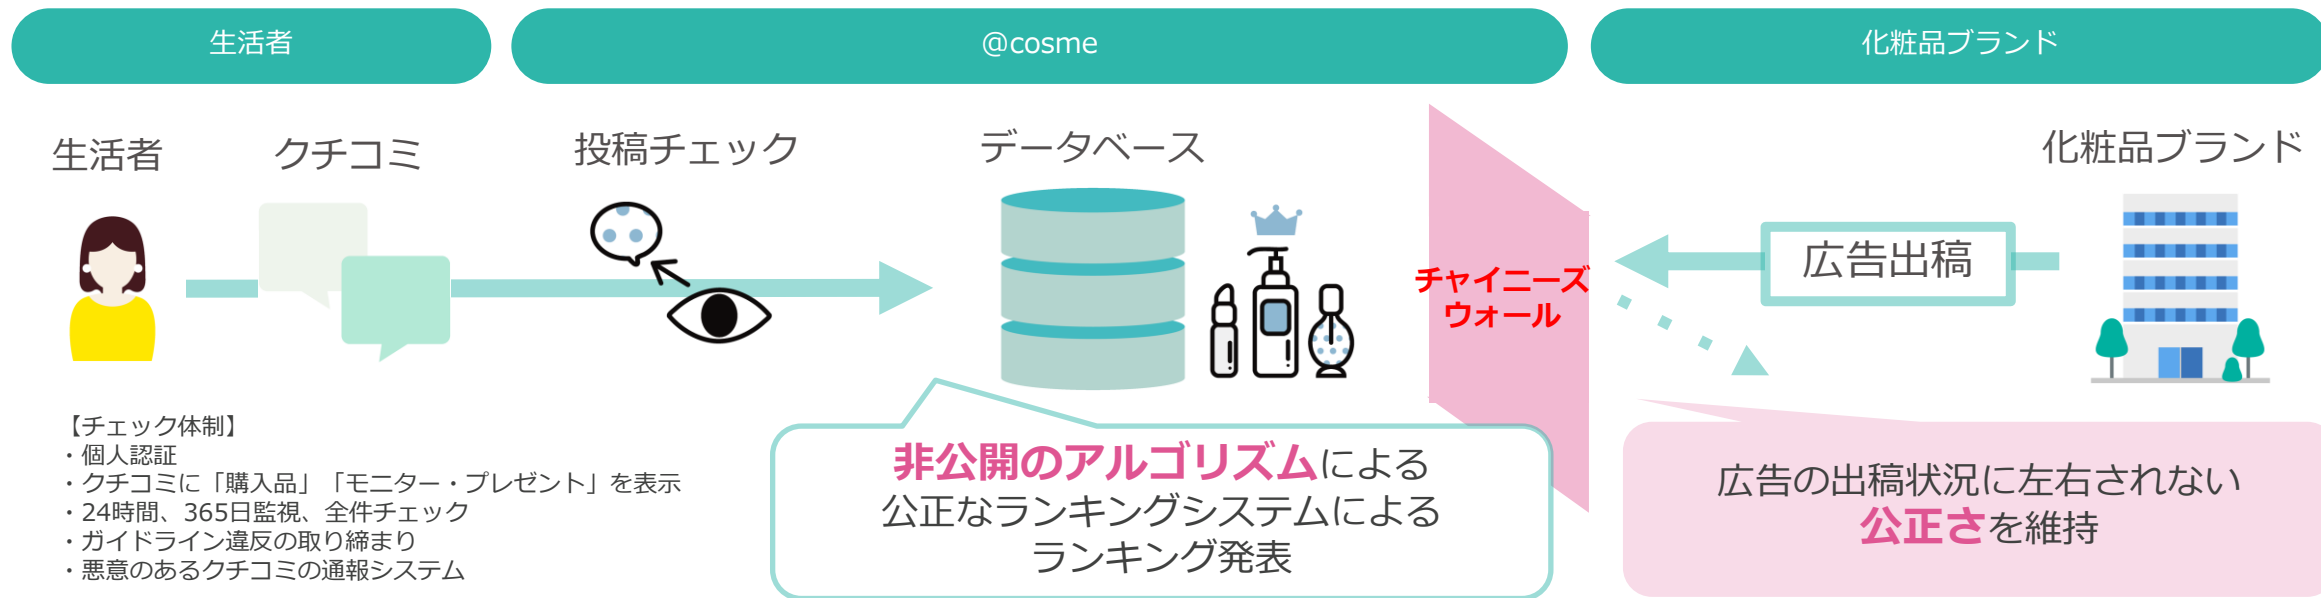 生活者
@cosme
化粧品ブランド
生活者
クチコミ
投稿チェック
データベース
化粧品ブランド
チャイニーズ
ウォール
広告出稿
【チェック体制】
・個人認証
・クチコミに「購入品」「モニター・プレゼント」を表示
・24時間、365日監視、全件チェック
・ガイドライン違反の取り締まり
・悪意のあるクチコミの通報システム
非公開のアルゴリズムによる
公正なランキングシステムによる
ランキング発表
広告の出稿状況に左右されない
公正さを維持